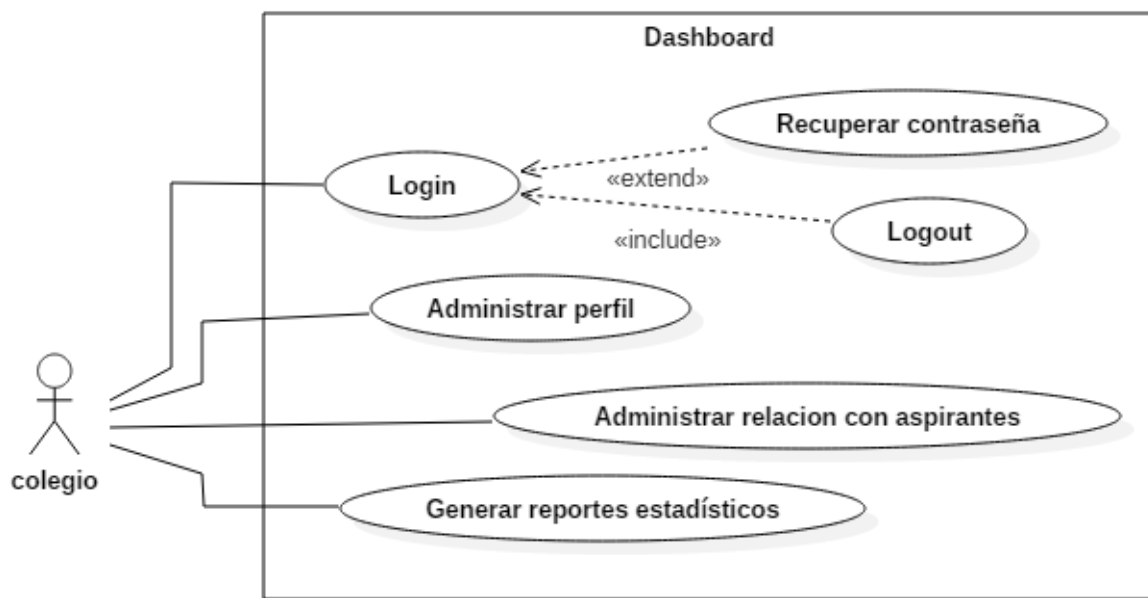 Dashboard
Recuperar contraseña
Login
«extend»
Logout
«include»
Administrar perfil
Administrar relacion con aspirantes
colegio
Generar reportes estadísticos